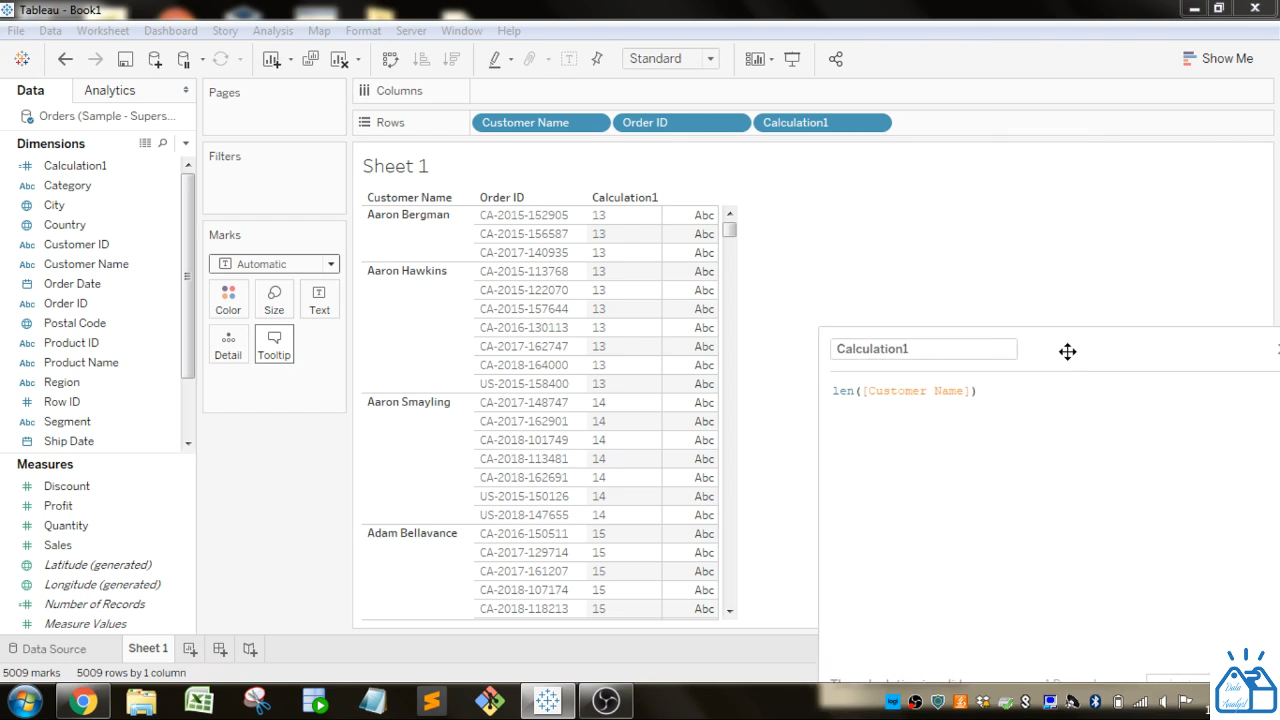 Tableau - Book1
File Data Worksheet Dashboard Story Analysis Map Format Server Window Help
Standard
Show Me
Data Analytics
Orders (Sample - Supers...
Dimensions
Calculation1
Abc Category
City
Country
Abc Customer ID
Abc Customer Name
Order Date
Abc Order ID
Postal Code
Abc Product ID
Abc Product Name
Abc Region
Abc Row ID
Abc Segment
Ship Date
Measures
Discount
Profit
Quantity
Sales
Latitude (generated)
Longitude (generated)
Number of Records
Measure Values
Pages
Filters
Marks
Automatic
Color Size Text
Detail Tooltip
Columns
Rows Customer Name Order ID Calculation1
Sheet 1
Customer Name Order ID Calculation1
Aaron Bergman CA-2015-152905 13 Abc
CA-2015-156587 13 Abc
CA-2017-140935 13 Abc
Aaron Hawkins CA-2015-113768 13 Abc
CA-2015-122070 13 Abc
CA-2015-157644 13 Abc
CA-2016-130113 13 Abc
CA-2017-162747 13 Abc
CA-2018-164000 13 Abc
US-2015-158400 13 Abc
Aaron Smayling CA-2017-148747 14 Abc
CA-2017-162901 14 Abc
CA-2018-101749 14 Abc
CA-2018-113481 14 Abc
CA-2018-162691 14 Abc
US-2015-150126 14 Abc
US-2018-147655 14 Abc
Adam Bellavance CA-2016-150511 15 Abc
CA-2017-129714 15 Abc
CA-2017-161207 15 Abc
CA-2018-107174 15 Abc
CA-2018-118213 15 Abc
Calculation1
len([Customer Name])
Data Source Sheet 1
5009 marks 5009 rows by 1 column
Data
Analyst